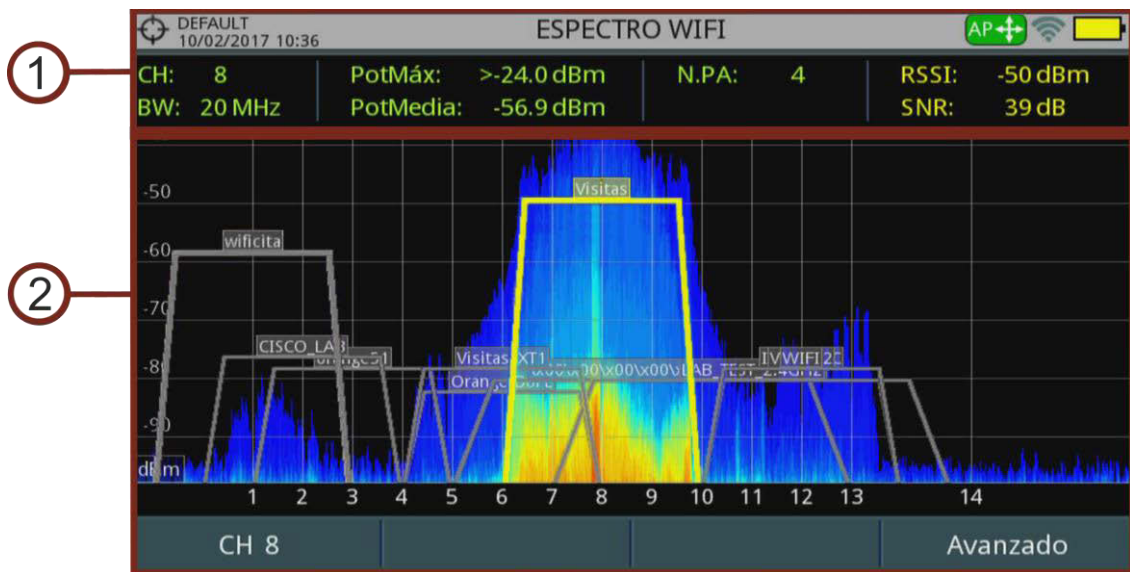 DEFAULT
10/02/2017 10:36
ESPECTRO WIFI
AP
1
CH: 8
PotMáx: >-24.0 dBm
N.PA: 4
RSSI: -50 dBm
BW: 20 MHz
PotMedia: -56.9 dBm
SNR: 39 dB
2
-50
Visitas
wificita
-60
-70
CISCO_LAB
Visitas
XT1
WIFI
-80
-90
dBm
1 2 3 4 5 6 7 8 9 10 11 12 13 14
CH 8
Avanzado